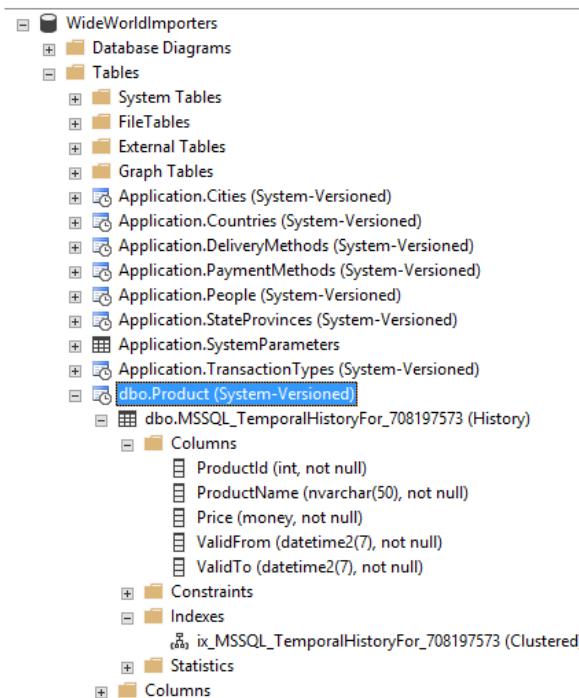 WideWorldImporters
Database Diagrams
Tables
System Tables
FileTables
External Tables
Graph Tables
Application.Cities (System-Versioned)
Application.Countries (System-Versioned)
Application.DeliveryMethods (System-Versioned)
Application.PaymentMethods (System-Versioned)
Application.People (System-Versioned)
Application.StateProvinces (System-Versioned)
Application.SystemParameters
Application.TransactionTypes (System-Versioned)
dbo.Product (System-Versioned)
dbo.MSSQL_TemporalHistoryFor_708197573 (History)
Columns
ProductId (int, not null)
ProductName (nvarchar(50), not null)
Price (money, not null)
ValidFrom (datetime2(7), not null)
ValidTo (datetime2(7), not null)
Constraints
Indexes
ix_MSSQL_TemporalHistoryFor_708197573 (Clustered)
Statistics
Columns